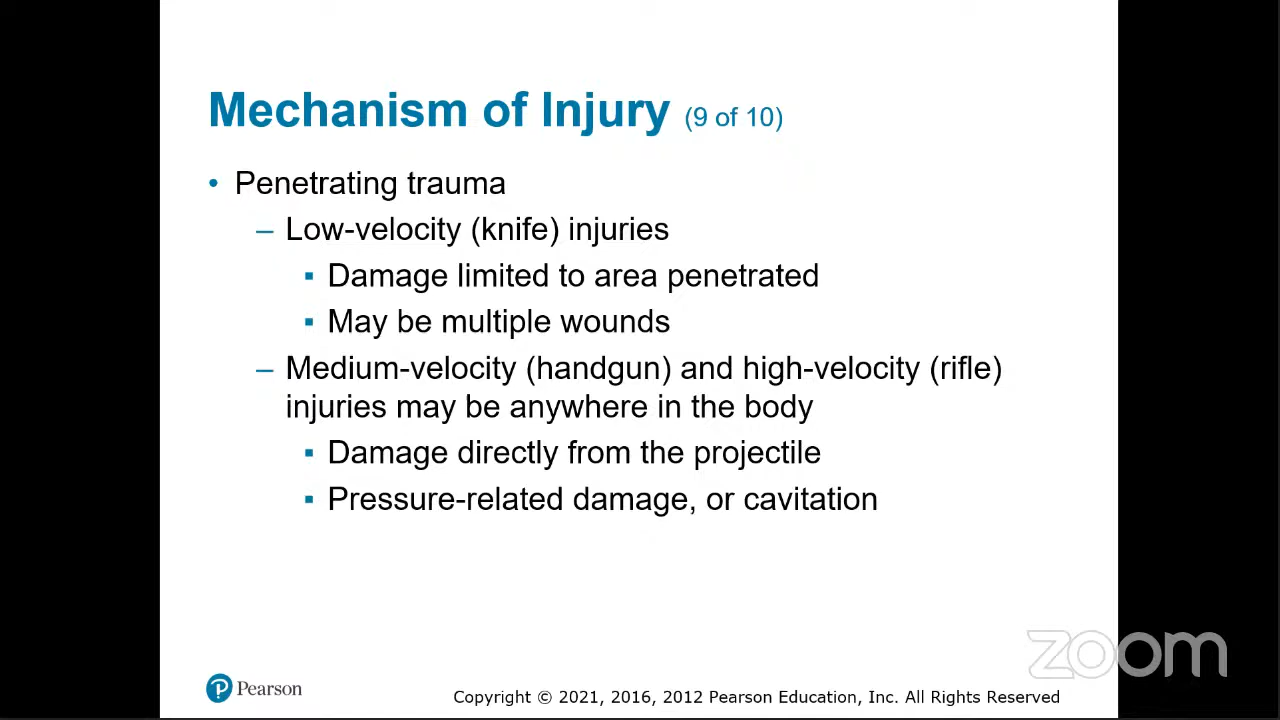 Mechanism of Injury (9 of 10)
• Penetrating trauma
– Low-velocity (knife) injuries
▪ Damage limited to area penetrated
▪ May be multiple wounds
– Medium-velocity (handgun) and high-velocity (rifle)
injuries may be anywhere in the body
▪ Damage directly from the projectile
▪ Pressure-related damage, or cavitation
zoom
P Pearson
Copyright © 2021, 2016, 2012 Pearson Education, Inc. All Rights Reserved